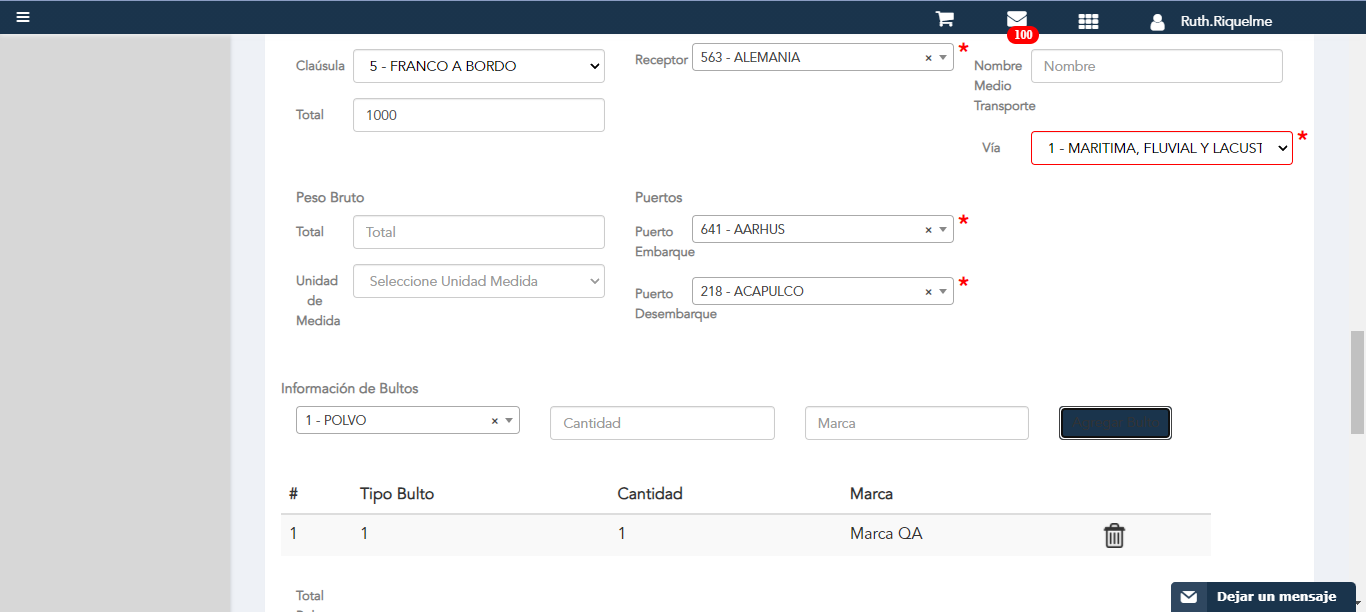 Ruth.Riquelme
100
Claúsula
5 - FRANCO A BORDO
Receptor
563 - ALEMANIA
×
*
Nombre
Medio
Transporte
Nombre
Total
1000
Vía
1 - MARITIMA, FLUVIAL Y LACUST
*
Peso Bruto
Puertos
Total
Total
Puerto
Embarque
641 - AARHUS
×
*
Unidad
de
Medida
Seleccione Unidad Medida
Puerto
Desembarque
218 - ACAPULCO
×
*
Información de Bultos
1 - POLVO
×
Cantidad
Marca
# Tipo Bulto Cantidad Marca
1 1 1 Marca QA
Total
Dejar un mensaje